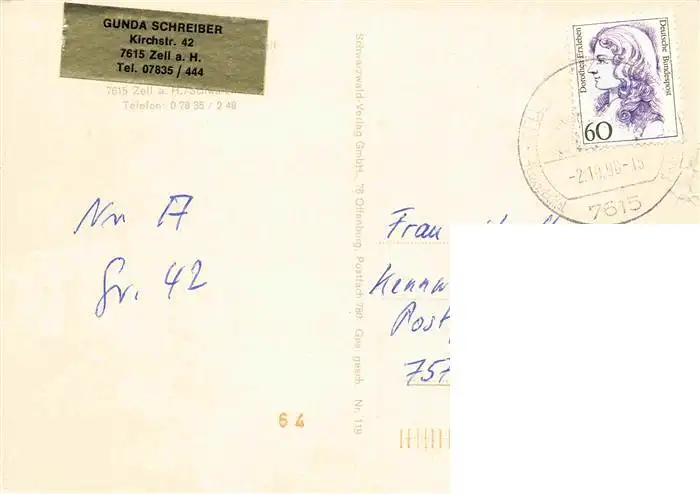 GUNDA SCHREIBER
Kirchstr. 42
7615 Zell a. H.
Tel. 07835 / 444
7615 Zell a. H./Schwarzw
Telefon: 0 78 35 / 2 48
Nr 17
Gr. 42
64
Schwarzwald-Verlag GmbH., 76 Offenburg, Postfach 780. Ges. gesch. Nr. 119
Dorothea Erxleben
Deutsche Bundespost
60
7615
Frau
Kennw
Post
757